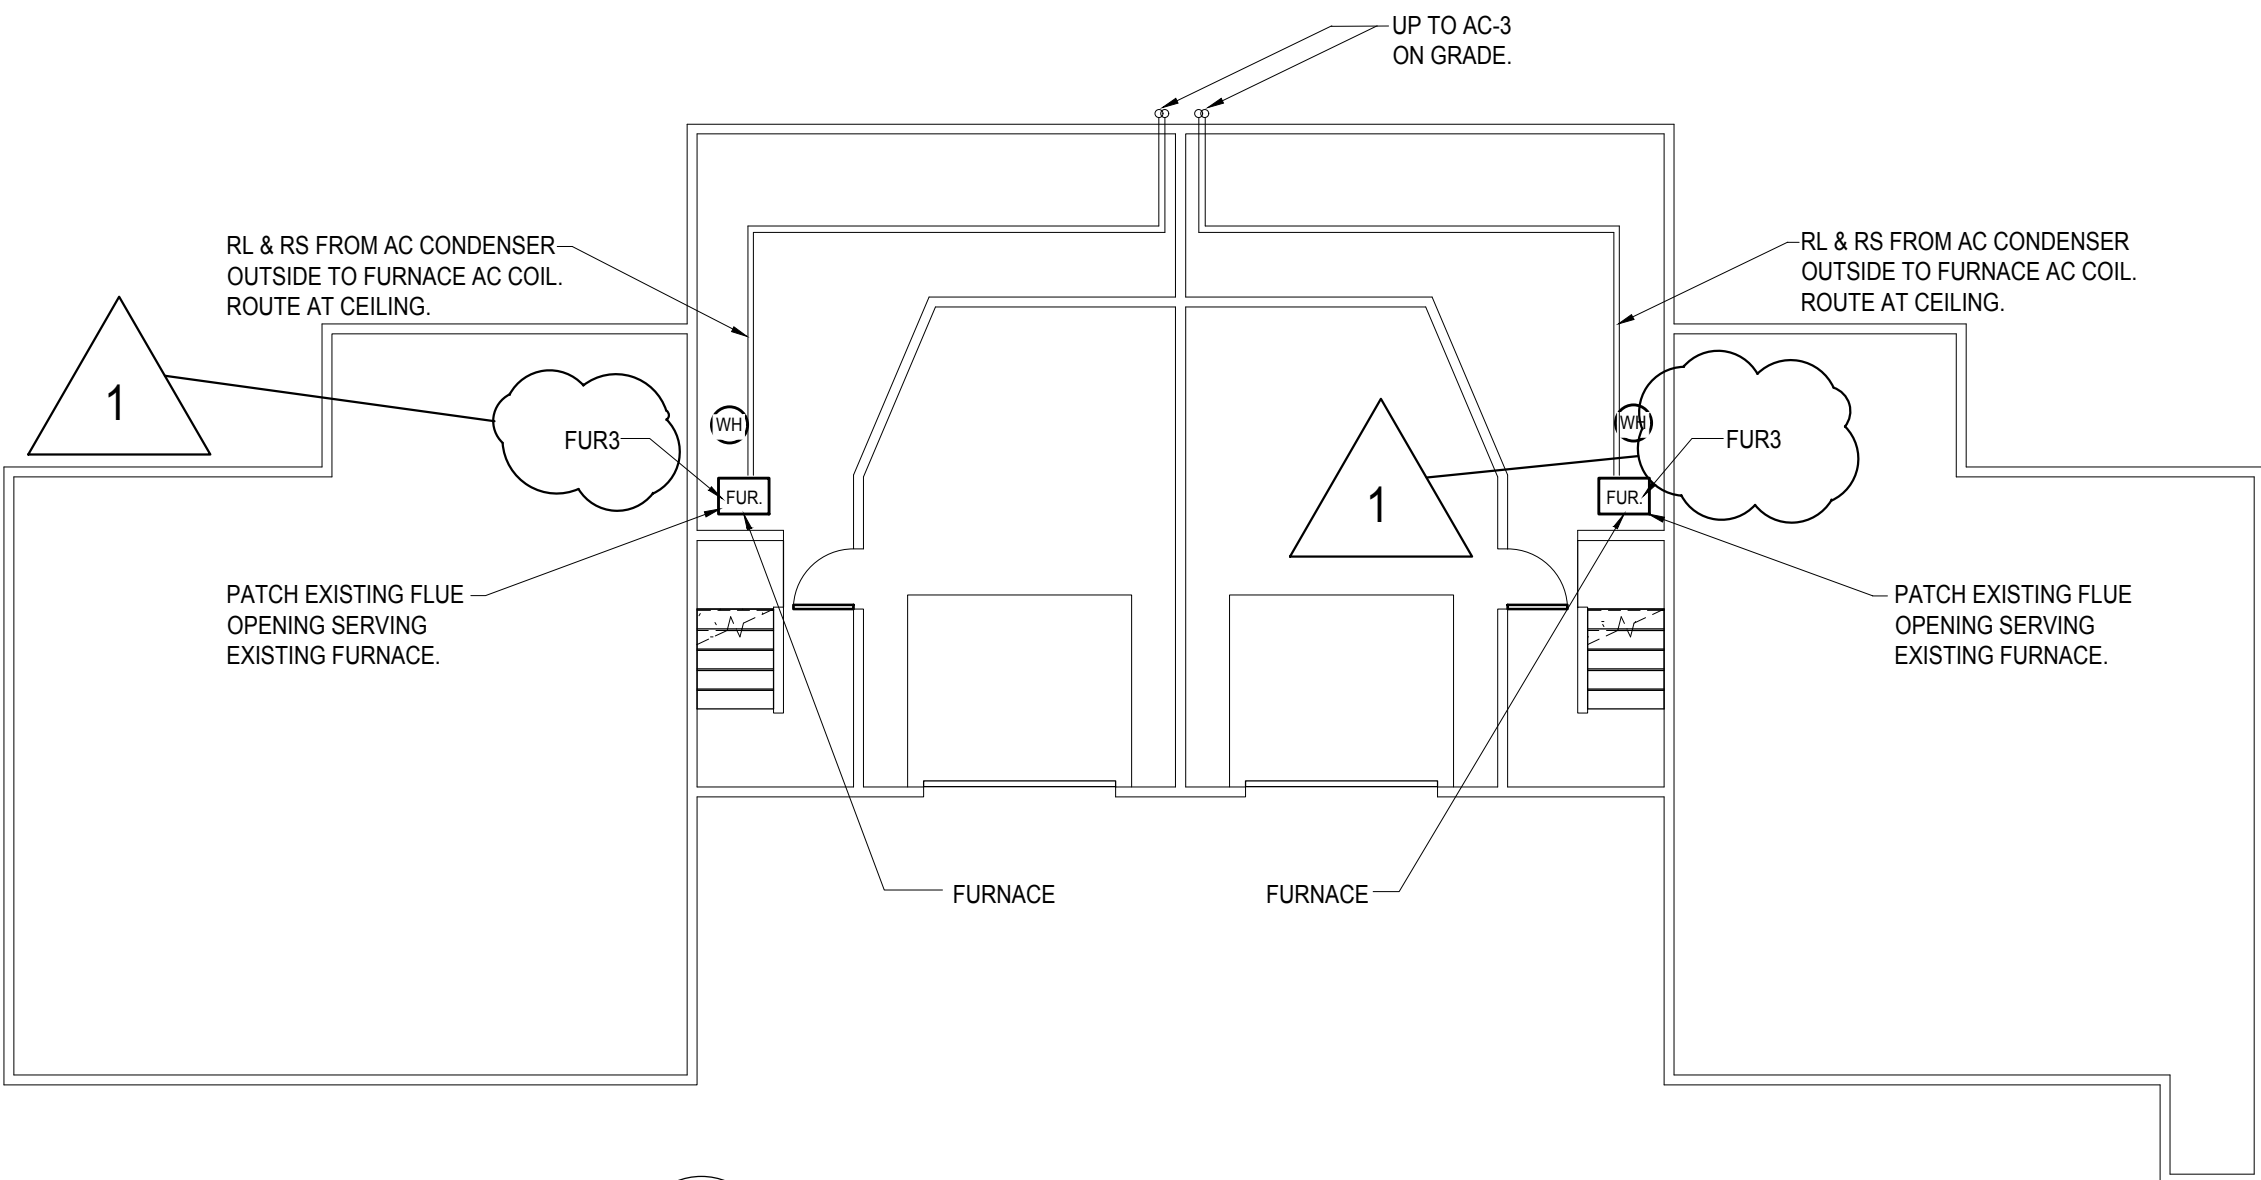 UP TO AC-3
ON GRADE.
RL & RS FROM AC CONDENSER
OUTSIDE TO FURNACE AC COIL.
ROUTE AT CEILING.
RL & RS FROM AC CONDENSER
OUTSIDE TO FURNACE AC COIL.
ROUTE AT CEILING.
1
FUR3
WH
FUR.
1
WH
FUR3
FUR.
PATCH EXISTING FLUE
OPENING SERVING
EXISTING FURNACE.
PATCH EXISTING FLUE
OPENING SERVING
EXISTING FURNACE.
FURNACE
FURNACE